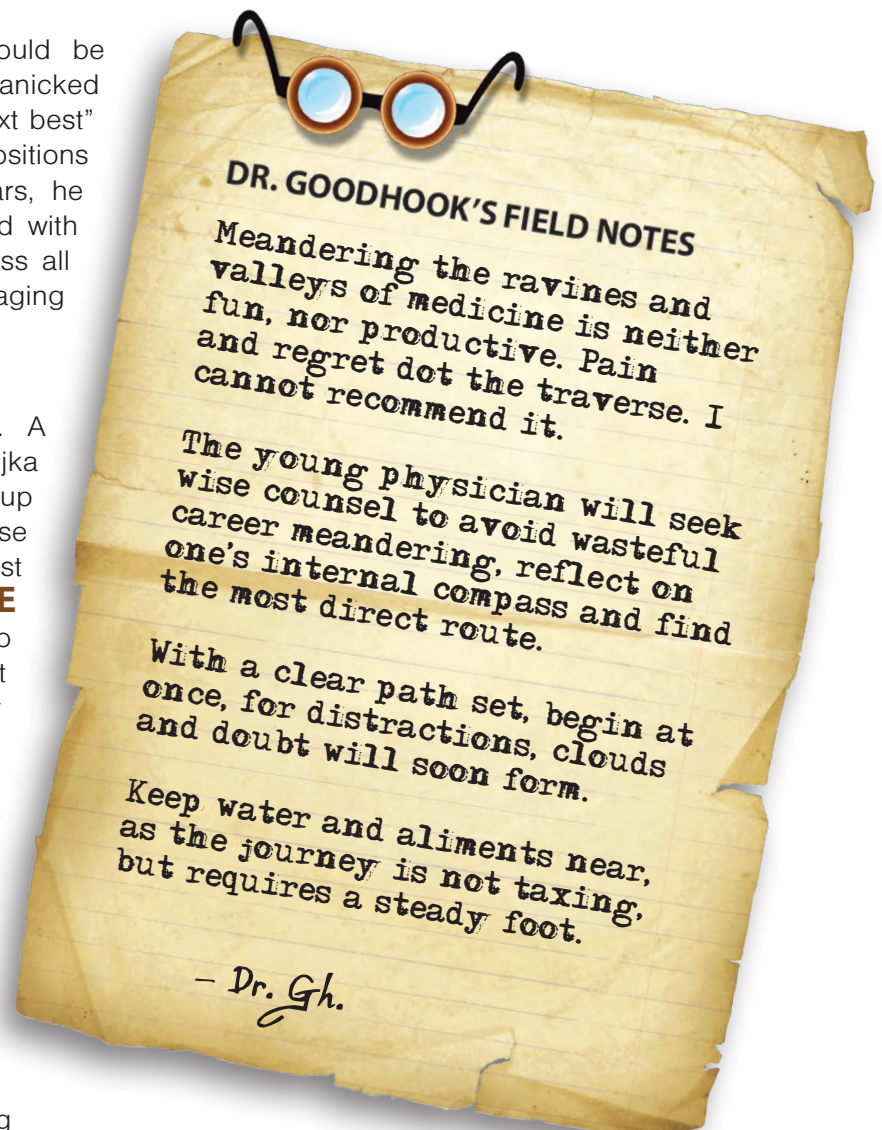 ould be
anicked
xt best”
ositions
ars, he
d with
ss all
aging
. A
jka
up
se
st
E
o
t
g
DR. GOODHOOK’S FIELD NOTES
Meandering the ravines and
valleys of medicine is neither
fun, nor productive. Pain
and regret dot the traverse. I
cannot recommend it.
The young physician will seek
wise counsel to avoid wasteful
career meandering, reflect on
one’s internal compass and find
the most direct route.
With a clear path set, begin at
once, for distractions, clouds
and doubt will soon form.
Keep water and aliments near,
as the journey is not taxing,
but requires a steady foot.
– Dr. Gh.